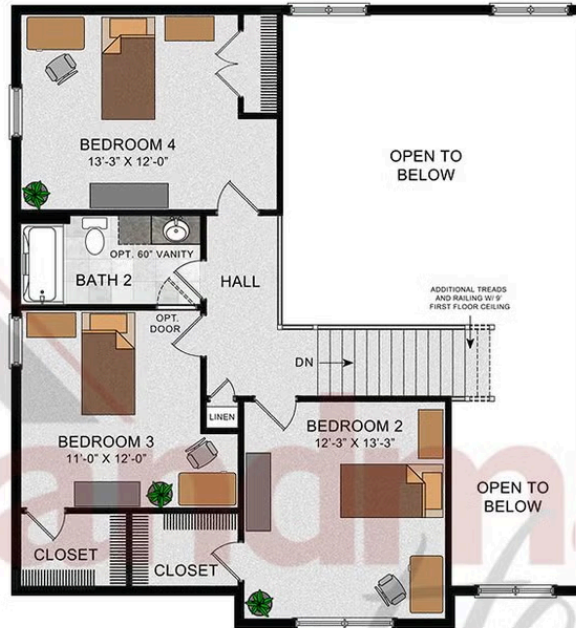 BEDROOM 4
13'-3" X 12'-0"
OPEN TO
BELOW
OPT. 60" VANITY
BATH 2
HALL
ADDITIONAL TREADS
AND RAILING W/ 9'
FIRST FLOOR CEILING
OPT.
DOOR
DN
LINEN
BEDROOM 2
12'-3" X 13'-3"
BEDROOM 3
11'-0" X 12'-0"
OPEN TO
BELOW
CLOSET
CLOSET
andm
Ho